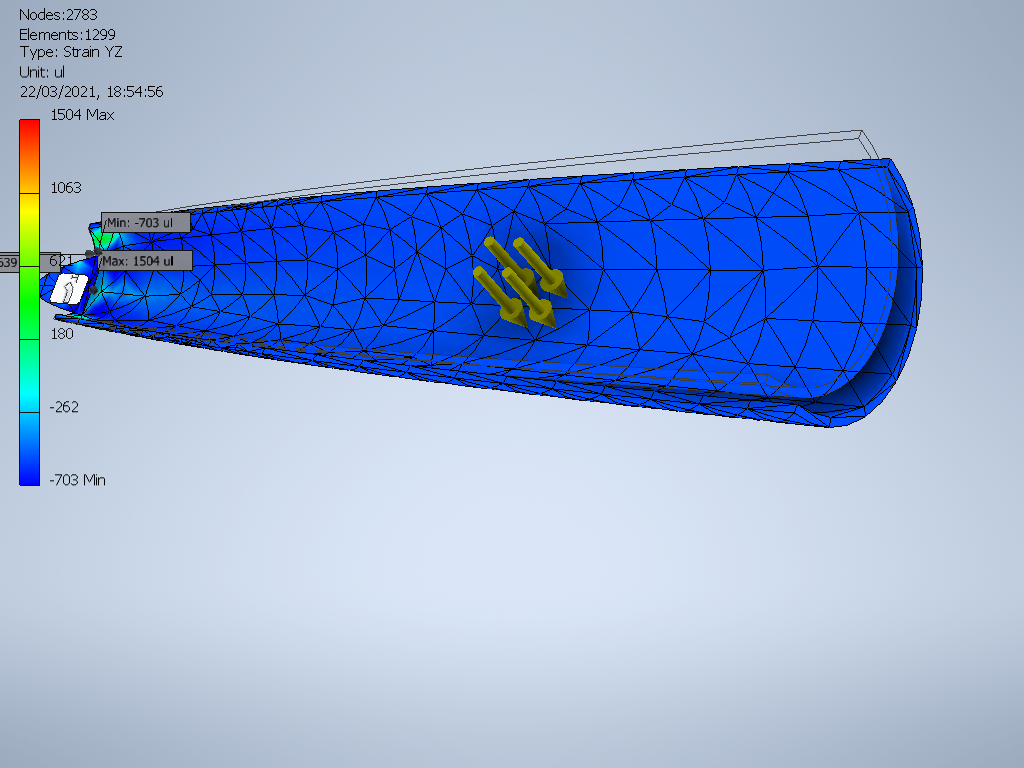 Nodes:2783
Elements:1299
Type: Strain YZ
Unit: ul
22/03/2021, 18:54:56
1504 Max
1063
Min: -703 ul
639
621
Max: 1504 ul
180
-262
-703 Min